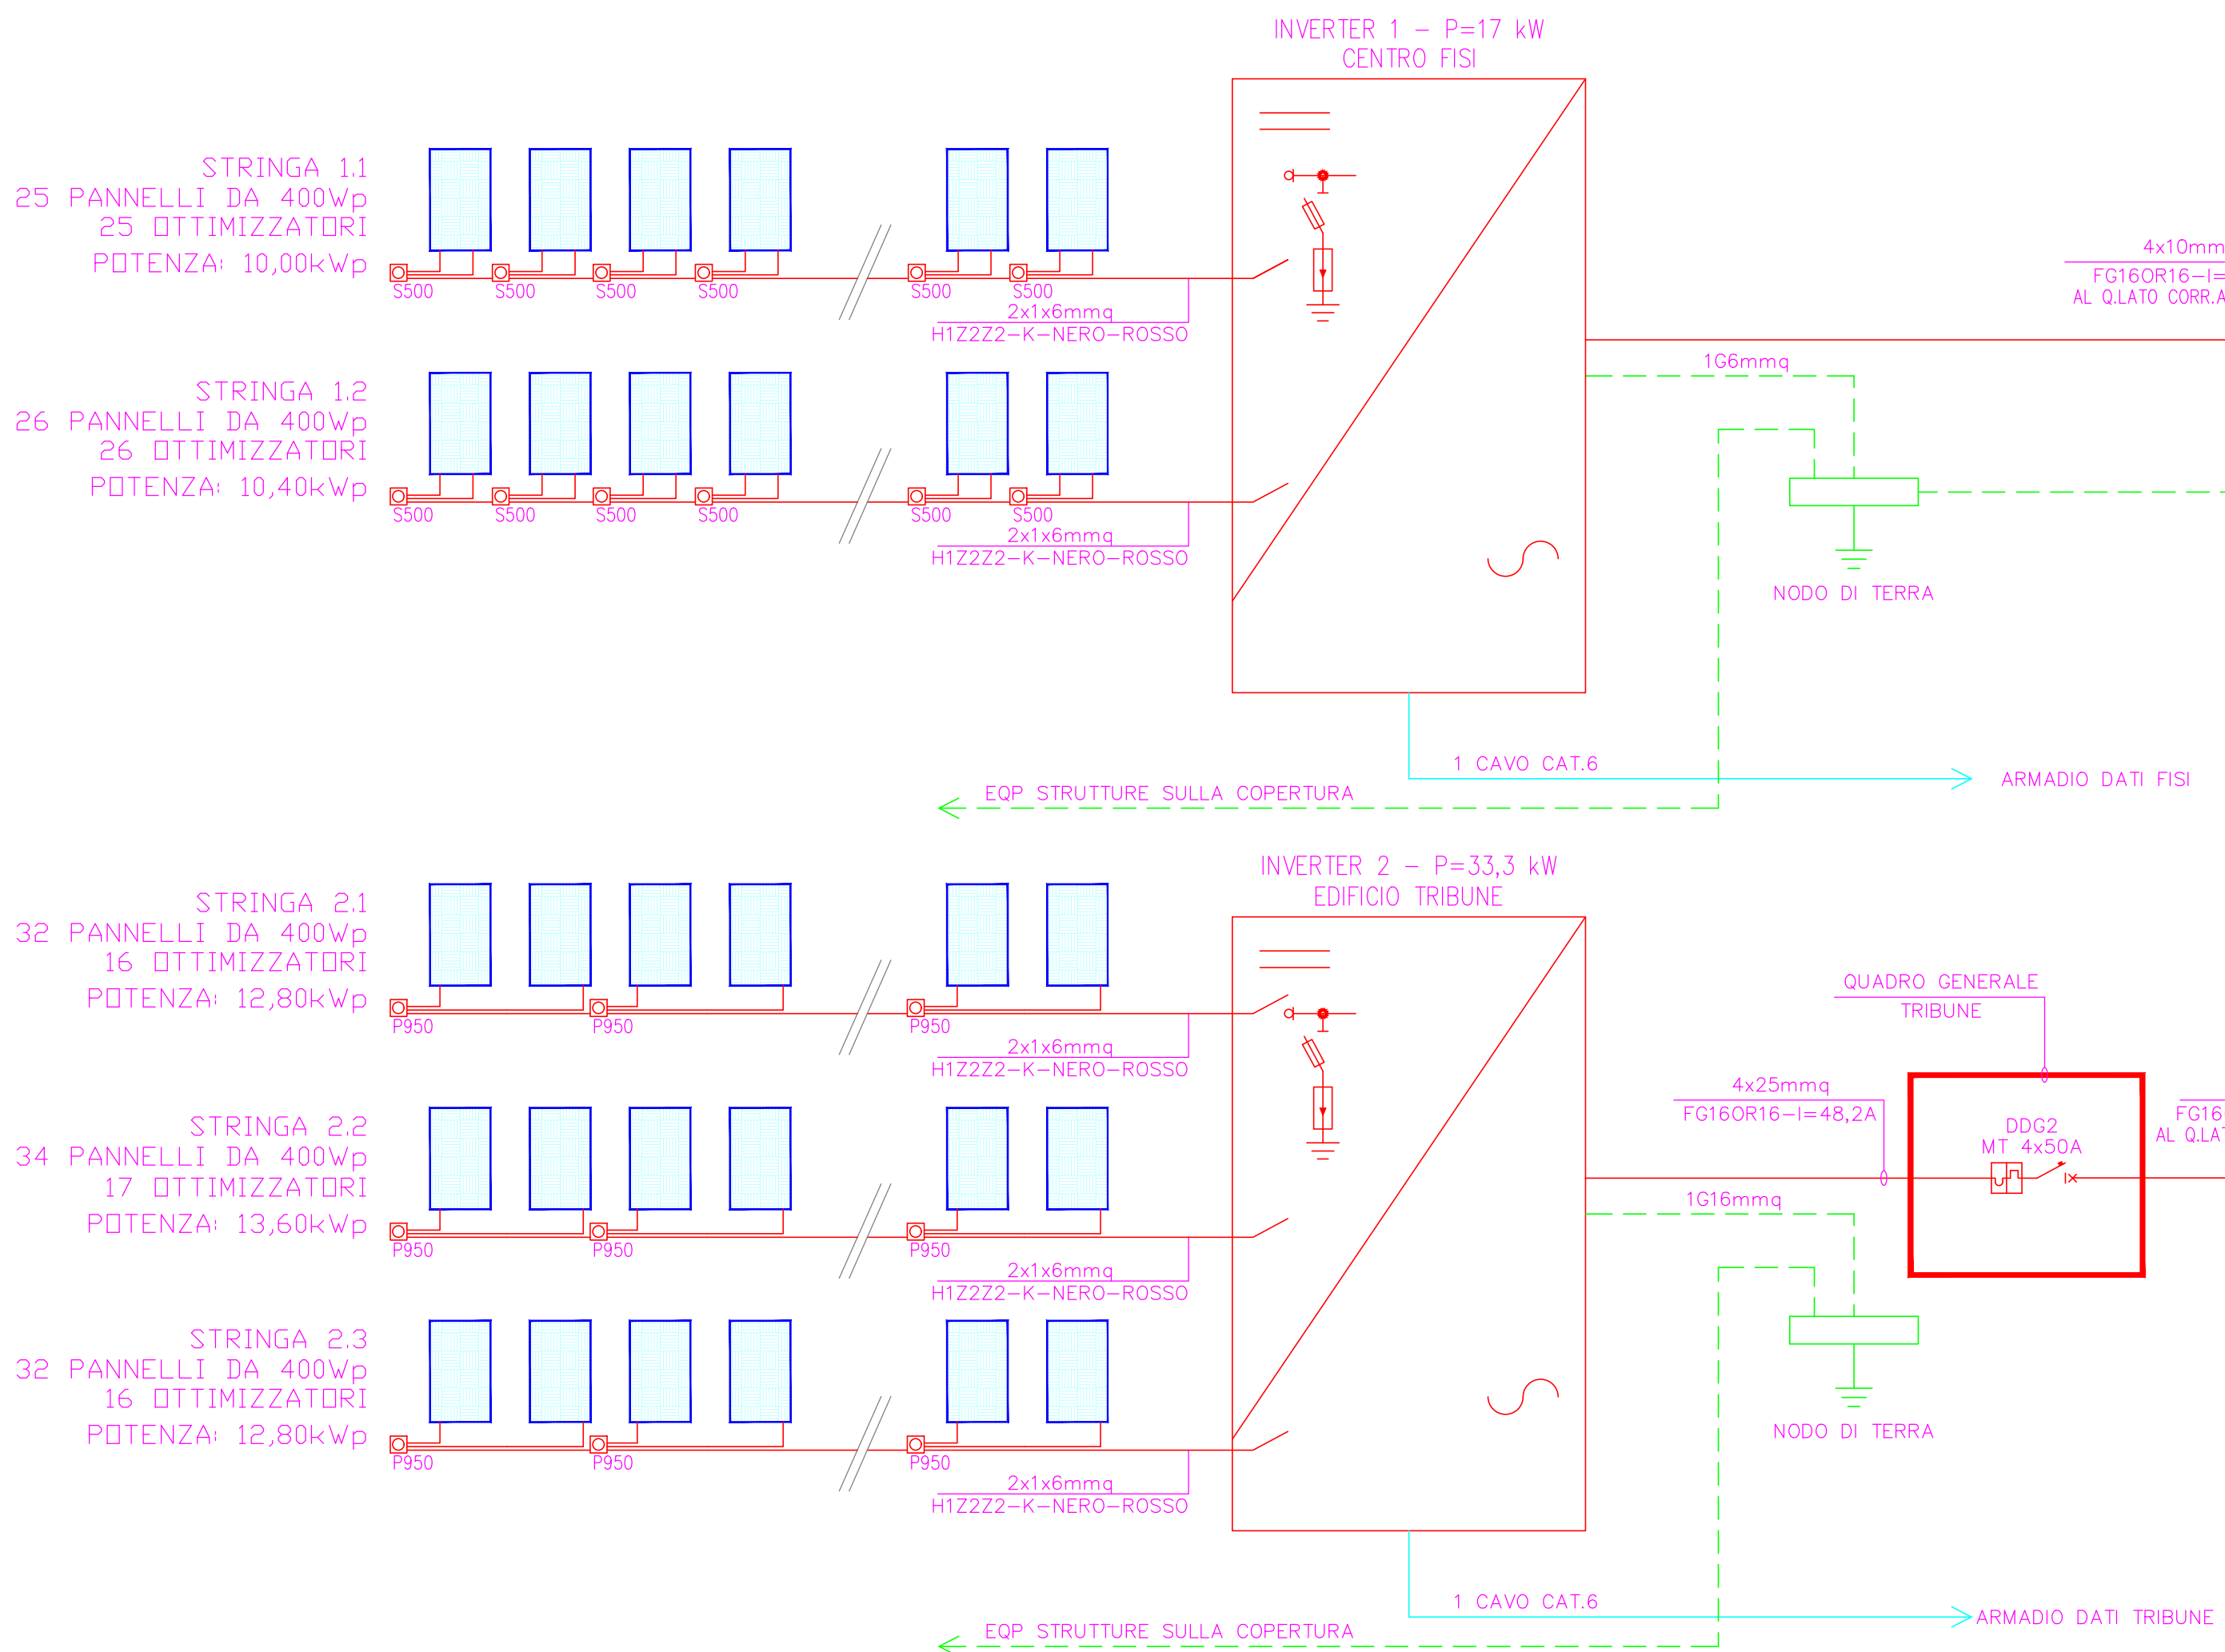 INVERTER 1 - P=17 kW
CENTRO FISI
STRINGA 1.1
25 PANNELLI DA 400Wp
25 OTTIMIZZATORI
POTENZA: 10,00kWp
S500 S500 S500 S500 S500 S500
2x1x6mmq
H1Z2Z2-K-NERO-ROSSO
4x10mm
FG16OR16-I=
AL Q.LATO CORR.A
1G6mmq
STRINGA 1.2
26 PANNELLI DA 400Wp
26 OTTIMIZZATORI
POTENZA: 10,40kWp
S500 S500 S500 S500 S500 S500
2x1x6mmq
H1Z2Z2-K-NERO-ROSSO
NODO DI TERRA
1 CAVO CAT.6
ARMADIO DATI FISI
EQP STRUTTURE SULLA COPERTURA
INVERTER 2 - P=33,3 kW
EDIFICIO TRIBUNE
STRINGA 2.1
32 PANNELLI DA 400Wp
16 OTTIMIZZATORI
POTENZA: 12,80kWp
P950 P950 P950
2x1x6mmq
H1Z2Z2-K-NERO-ROSSO
QUADRO GENERALE
TRIBUNE
4x25mmq
FG16OR16-I=48,2A
DDG2
MT 4x50A
FG16
AL Q.LAT
1G16mmq
STRINGA 2.2
34 PANNELLI DA 400Wp
17 OTTIMIZZATORI
POTENZA: 13,60kWp
P950 P950 P950
2x1x6mmq
H1Z2Z2-K-NERO-ROSSO
STRINGA 2.3
32 PANNELLI DA 400Wp
16 OTTIMIZZATORI
POTENZA: 12,80kWp
P950 P950 P950
2x1x6mmq
H1Z2Z2-K-NERO-ROSSO
NODO DI TERRA
1 CAVO CAT.6
ARMADIO DATI TRIBUNE
EQP STRUTTURE SULLA COPERTURA